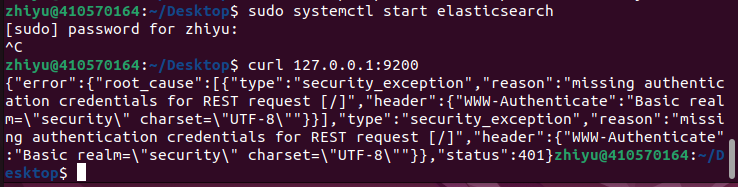 zhiyu@410570164:~/Desktop$ sudo systemctl start elasticsearch
[sudo] password for zhiyu:
^C
zhiyu@410570164:~/Desktop$ curl 127.0.0.1:9200
{"error":{"root_cause":[{"type":"security_exception","reason":"missing authentic
ation credentials for REST request [/]","header":{"WWW-Authenticate":"Basic real
m=\"security\" charset=\"UTF-8\""}}],"type":"security_exception","reason":"missi
ng authentication credentials for REST request [/]","header":{"WWW-Authenticate"
:"Basic realm=\"security\" charset=\"UTF-8\""}},"status":401}zhiyu@410570164:~/D
esktop$